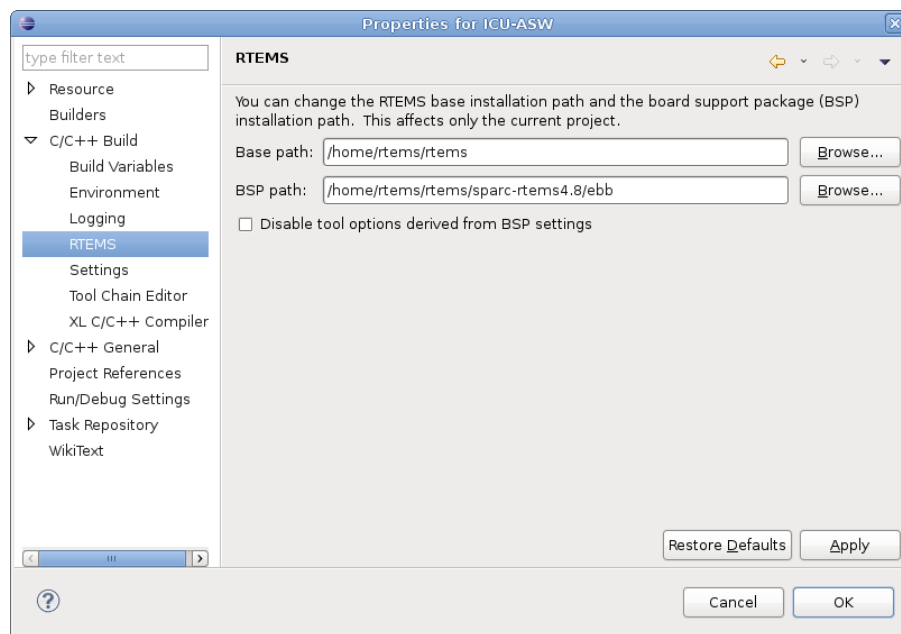 Properties for ICU-ASW
type filter text
Resource
Builders
C/C++ Build
Build Variables
Environment
Logging
RTEMS
Settings
Tool Chain Editor
XL C/C++ Compiler
C/C++ General
Project References
Run/Debug Settings
Task Repository
WikiText
RTEMS
You can change the RTEMS base installation path and the board support package (BSP)
installation path. This affects only the current project.
Base path: /home/rtems/rtems Browse...
BSP path: /home/rtems/rtems/sparc-rtems4.8/ebb Browse...
Disable tool options derived from BSP settings
Restore Defaults Apply
Cancel OK